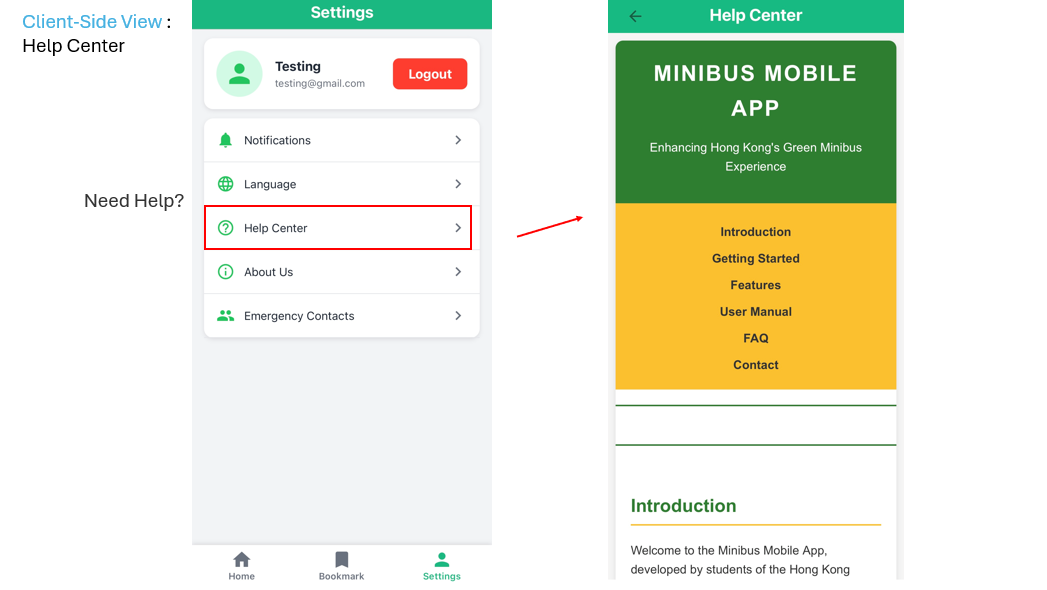 Client-Side View :
Help Center
Need Help?
Settings
Testing
testing@gmail.com
Logout
Notifications
Language
Help Center
About Us
Emergency Contacts
Home
Bookmark
Settings
Help Center
MINIBUS MOBILE
APP
Enhancing Hong Kong's Green Minibus
Experience
Introduction
Getting Started
Features
User Manual
FAQ
Contact
Introduction
Welcome to the Minibus Mobile App,
developed by students of the Hong Kong